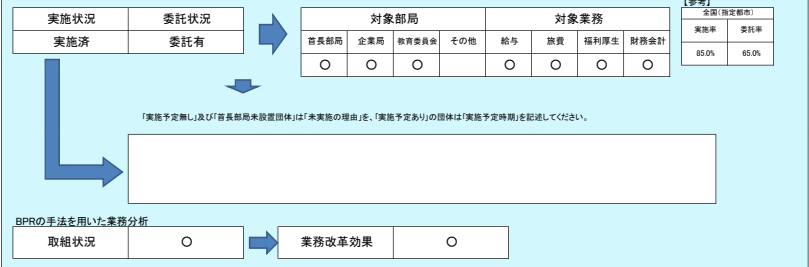 【参考】
実施状況 委託状況
実施済 委託有
対象部局 対象業務
首長部局 企業局 教育委員会 その他 給与 旅費 福利厚生 財務会計
○ ○ ○ ○ ○ ○ ○
全国(指定都市)
実施率 委託率
85.0% 65.0%
「実施予定無し」及び「首長部局未設置団体」は「未実施の理由」を、「実施予定あり」の団体は「実施予定時期」を記述してください。
BPRの手法を用いた業務分析
取組状況 ○ 業務改革効果 ○